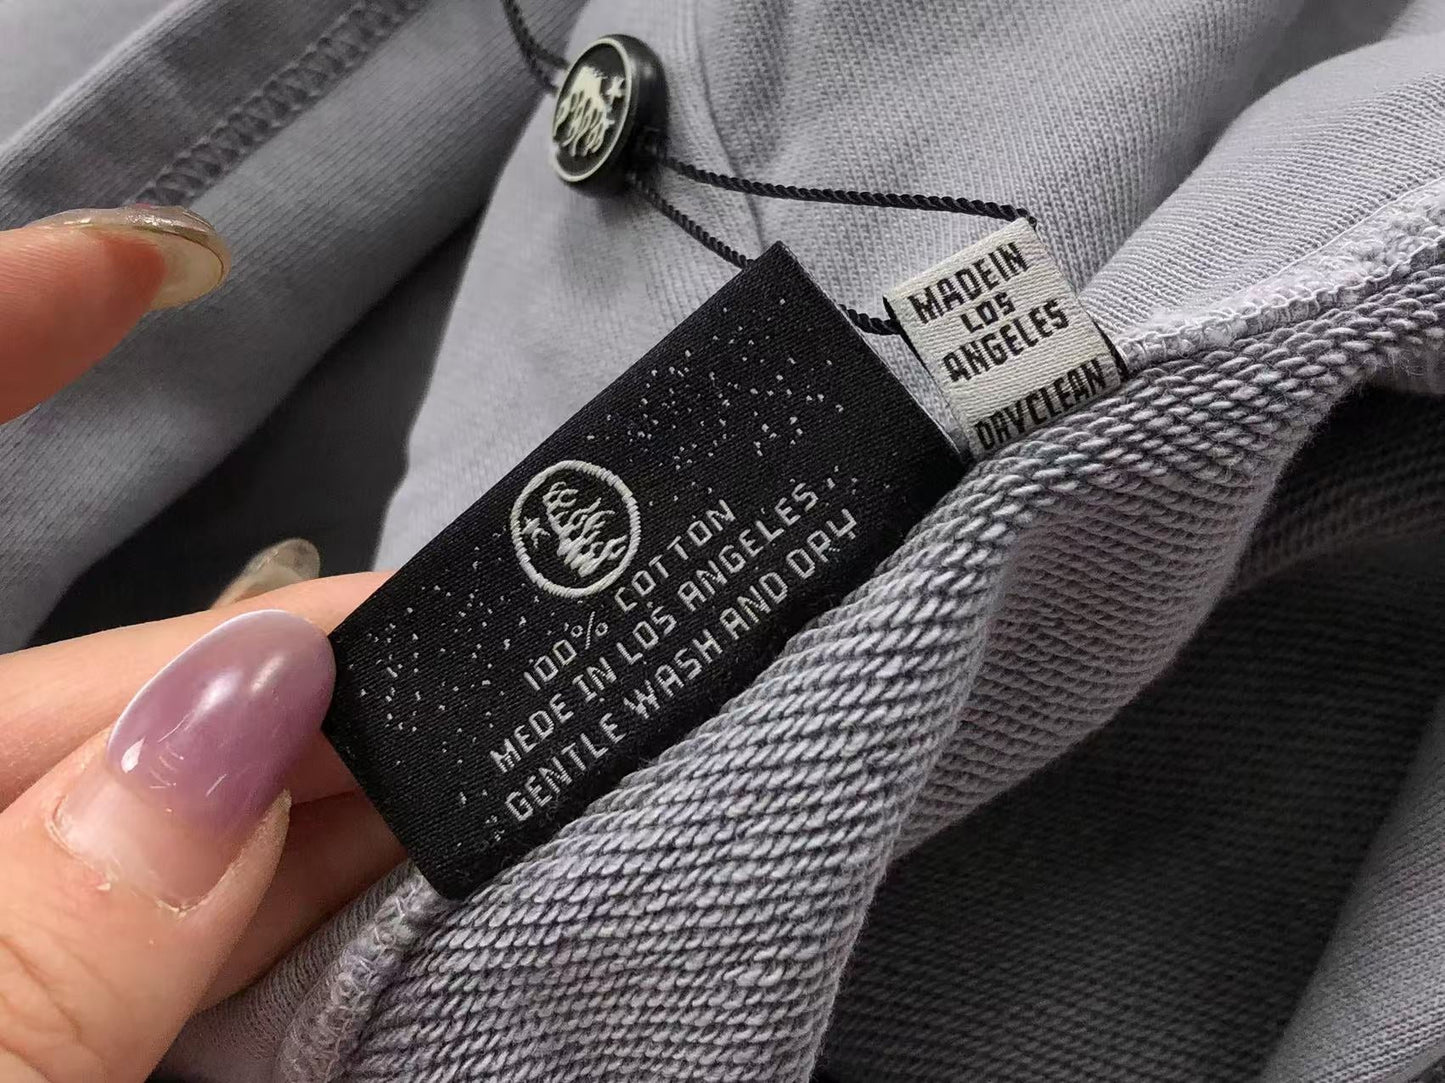 MADEIN
LOS
ANGELES
DRYCLEAN
100% COTTON
MEDE IN LOS ANGELES
GENTLE WASH AND DRY